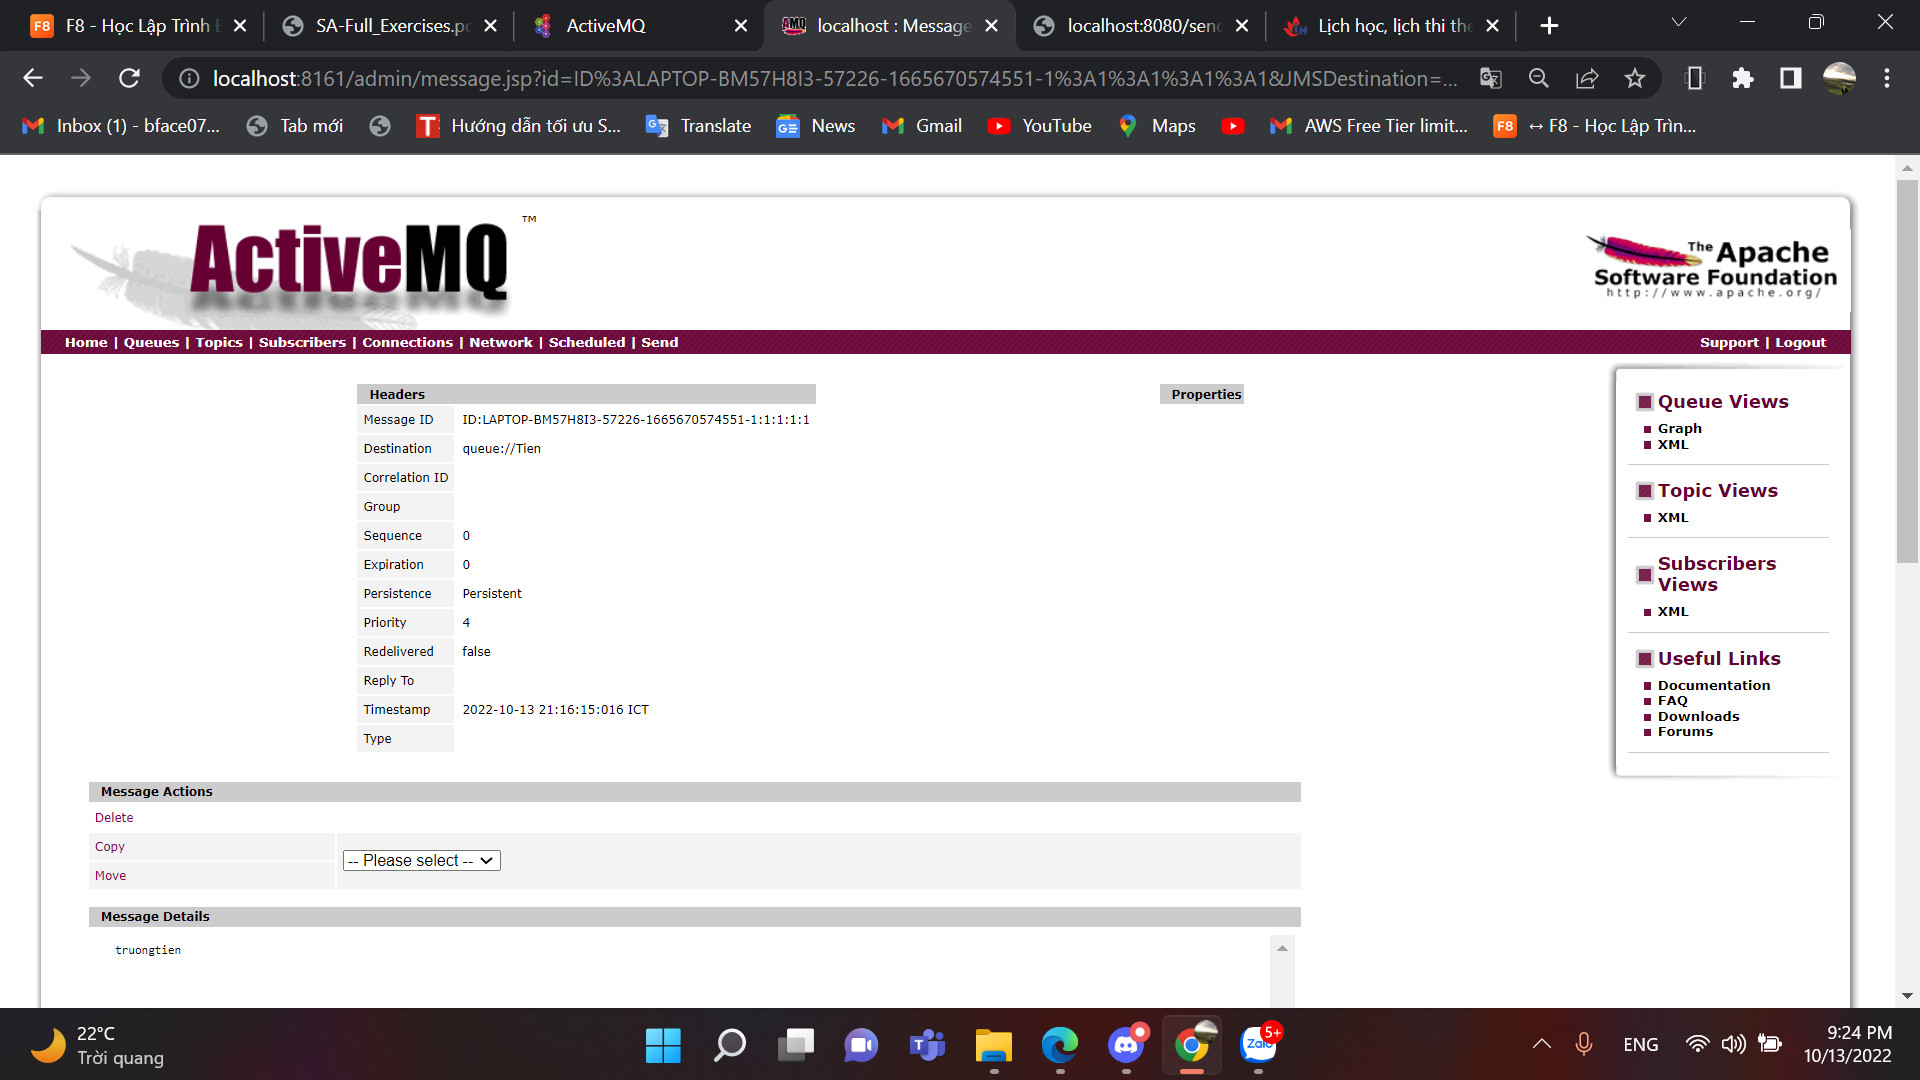 F8 - Học Lập Trình
SA-Full_Exercises.pd
ActiveMQ
localhost : Message
localhost:8080/send
Lịch học, lịch thi the
localhost:8161/admin/message.jsp?id=ID%3ALAPTOP-BM57H8I3-57226-1665670574551-1%3A1%3A1%3A1%3A1&JMSDestination=...
Inbox (1) - bface07...
Tab mới
Hướng dẫn tối ưu S...
Translate
News
Gmail
YouTube
Maps
AWS Free Tier limit...
↔ F8 - Học Lập Trìn...
ActiveMQ ™
The Apache
Software Foundation
http://www.apache.org/
Home | Queues | Topics | Subscribers | Connections | Network | Scheduled | Send
Support | Logout
Headers
Message ID ID:LAPTOP-BM57H8I3-57226-1665670574551-1:1:1:1:1
Destination queue://Tien
Correlation ID
Group
Sequence 0
Expiration 0
Persistence Persistent
Priority 4
Redelivered false
Reply To
Timestamp 2022-10-13 21:16:15:016 ICT
Type
Properties
Queue Views
Graph
XML
Topic Views
XML
Subscribers
Views
XML
Useful Links
Documentation
FAQ
Downloads
Forums
Message Actions
Delete
Copy
Move
-- Please select --
Message Details
truongtien
22°C
Trời quang
Zalo
5+
ENG
9:24 PM
10/13/2022